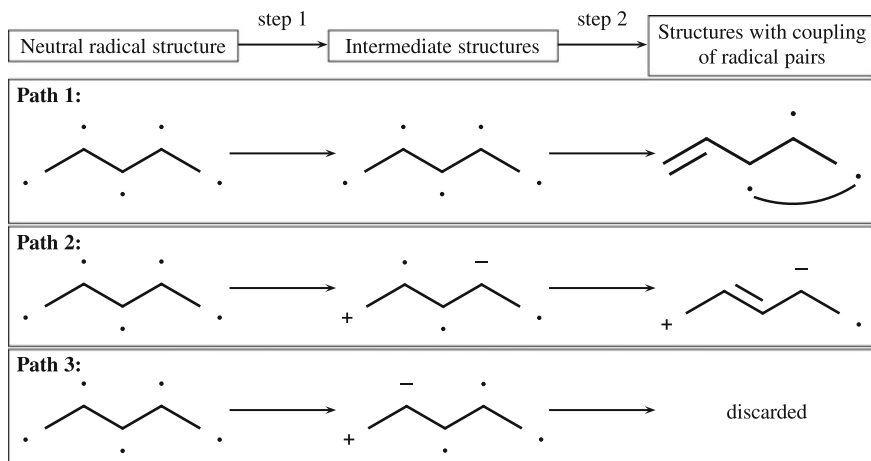 Neutral radical structure
step 1
Intermediate structures
step 2
Structures with coupling
of radical pairs
Path 1:
Path 2:
−
+
−
+
Path 3:
−
+
discarded